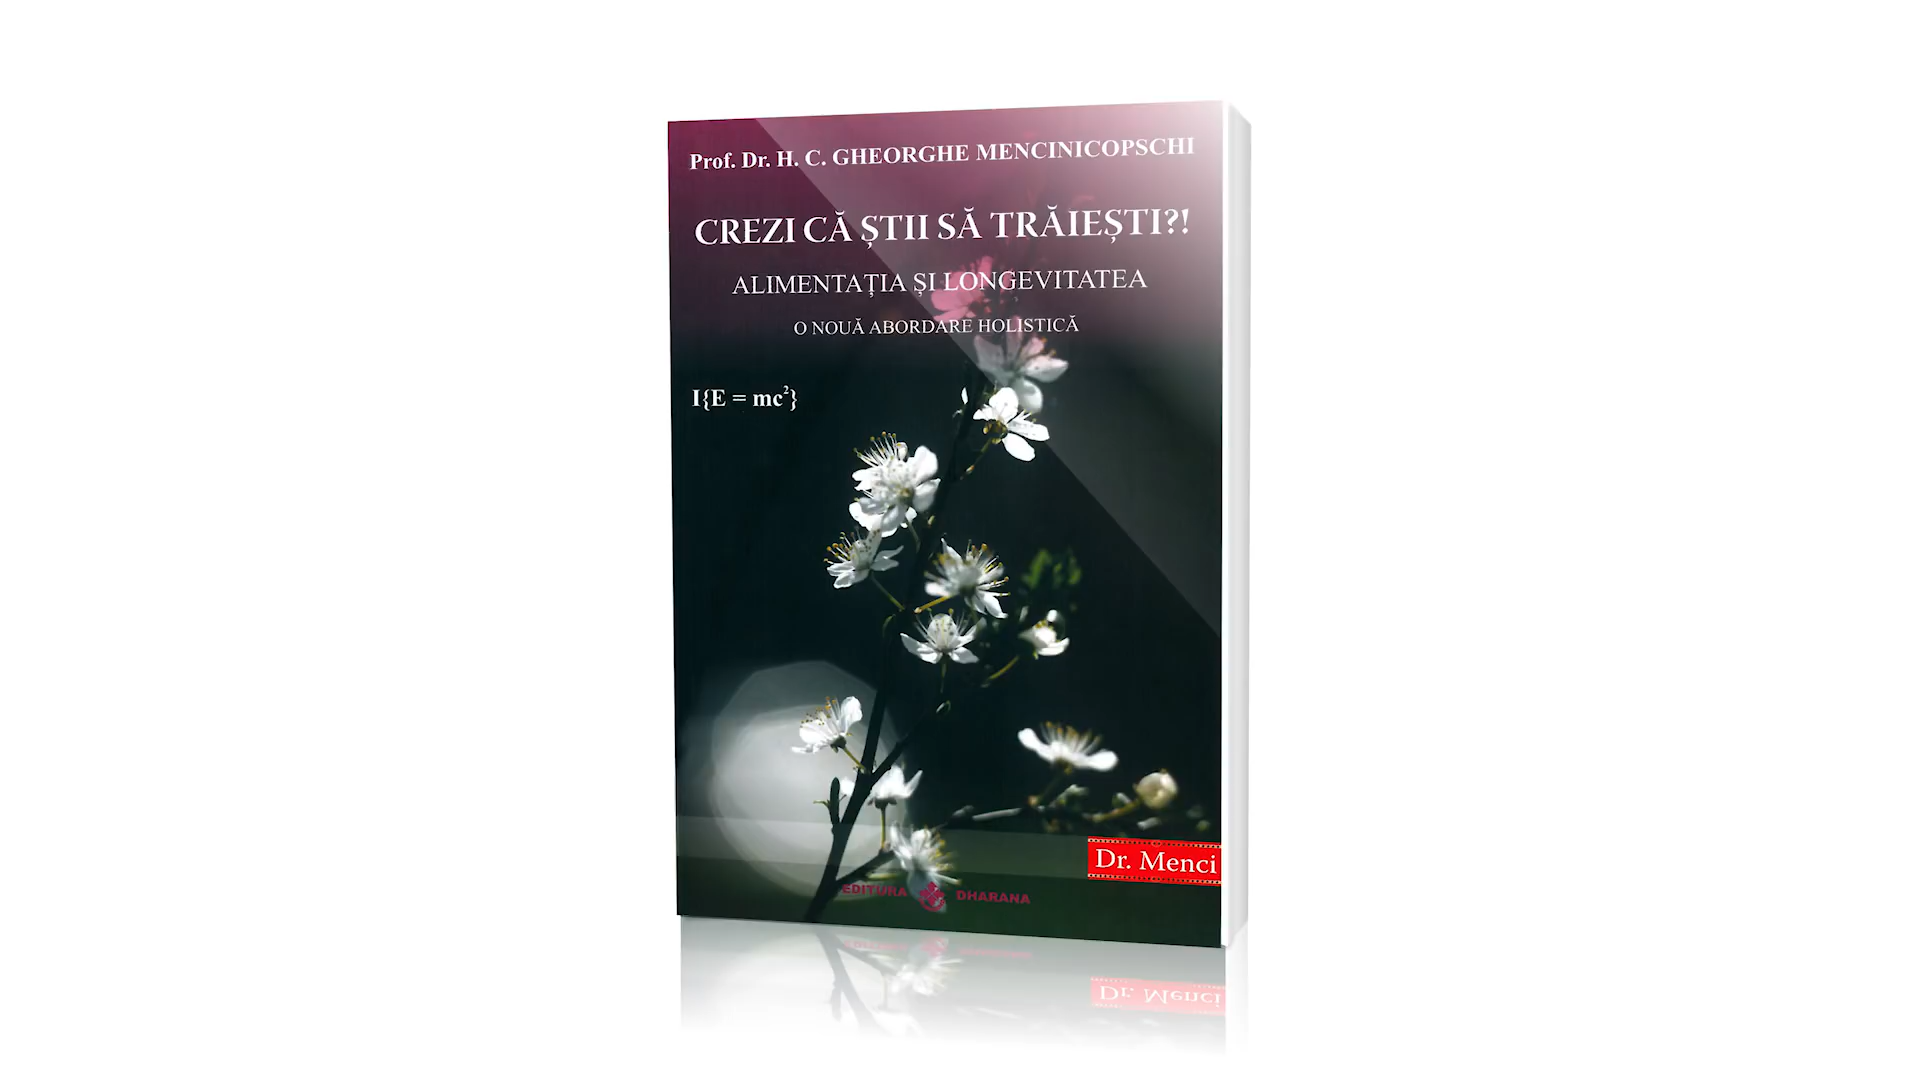 Prof. Dr. H. C. GHEORGHE MENCINICOPSCHI
CREZI CĂ ȘTII SĂ TRĂIEȘTI?!
ALIMENTAȚIA ȘI LONGEVITATEA
O NOUĂ ABORDARE HOLISTICĂ
I{E = mc²}
Dr. Menci
EDITURA DHARANA